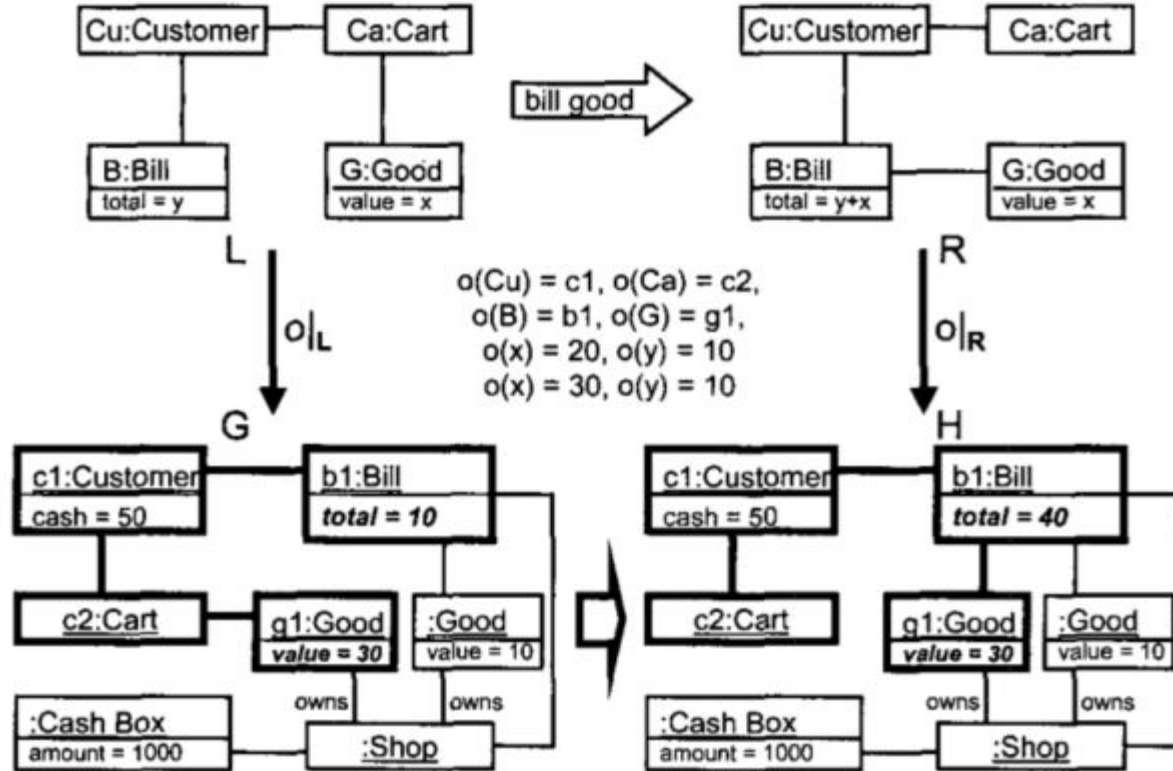 Cu:Customer
Ca:Cart
B:Bill
total = y
G:Good
value = x
bill good
Cu:Customer
Ca:Cart
B:Bill
total = y+x
G:Good
value = x
L
o|L
o(Cu) = c1, o(Ca) = c2,
o(B) = b1, o(G) = g1,
o(x) = 20, o(y) = 10
o(x) = 30, o(y) = 10
R
o|R
G
c1:Customer
cash = 50
b1:Bill
total = 10
c2:Cart
g1:Good
value = 30
:Good
value = 10
owns
owns
:Cash Box
amount = 1000
:Shop
H
c1:Customer
cash = 50
b1:Bill
total = 40
c2:Cart
g1:Good
value = 30
:Good
value = 10
owns
owns
:Cash Box
amount = 1000
:Shop